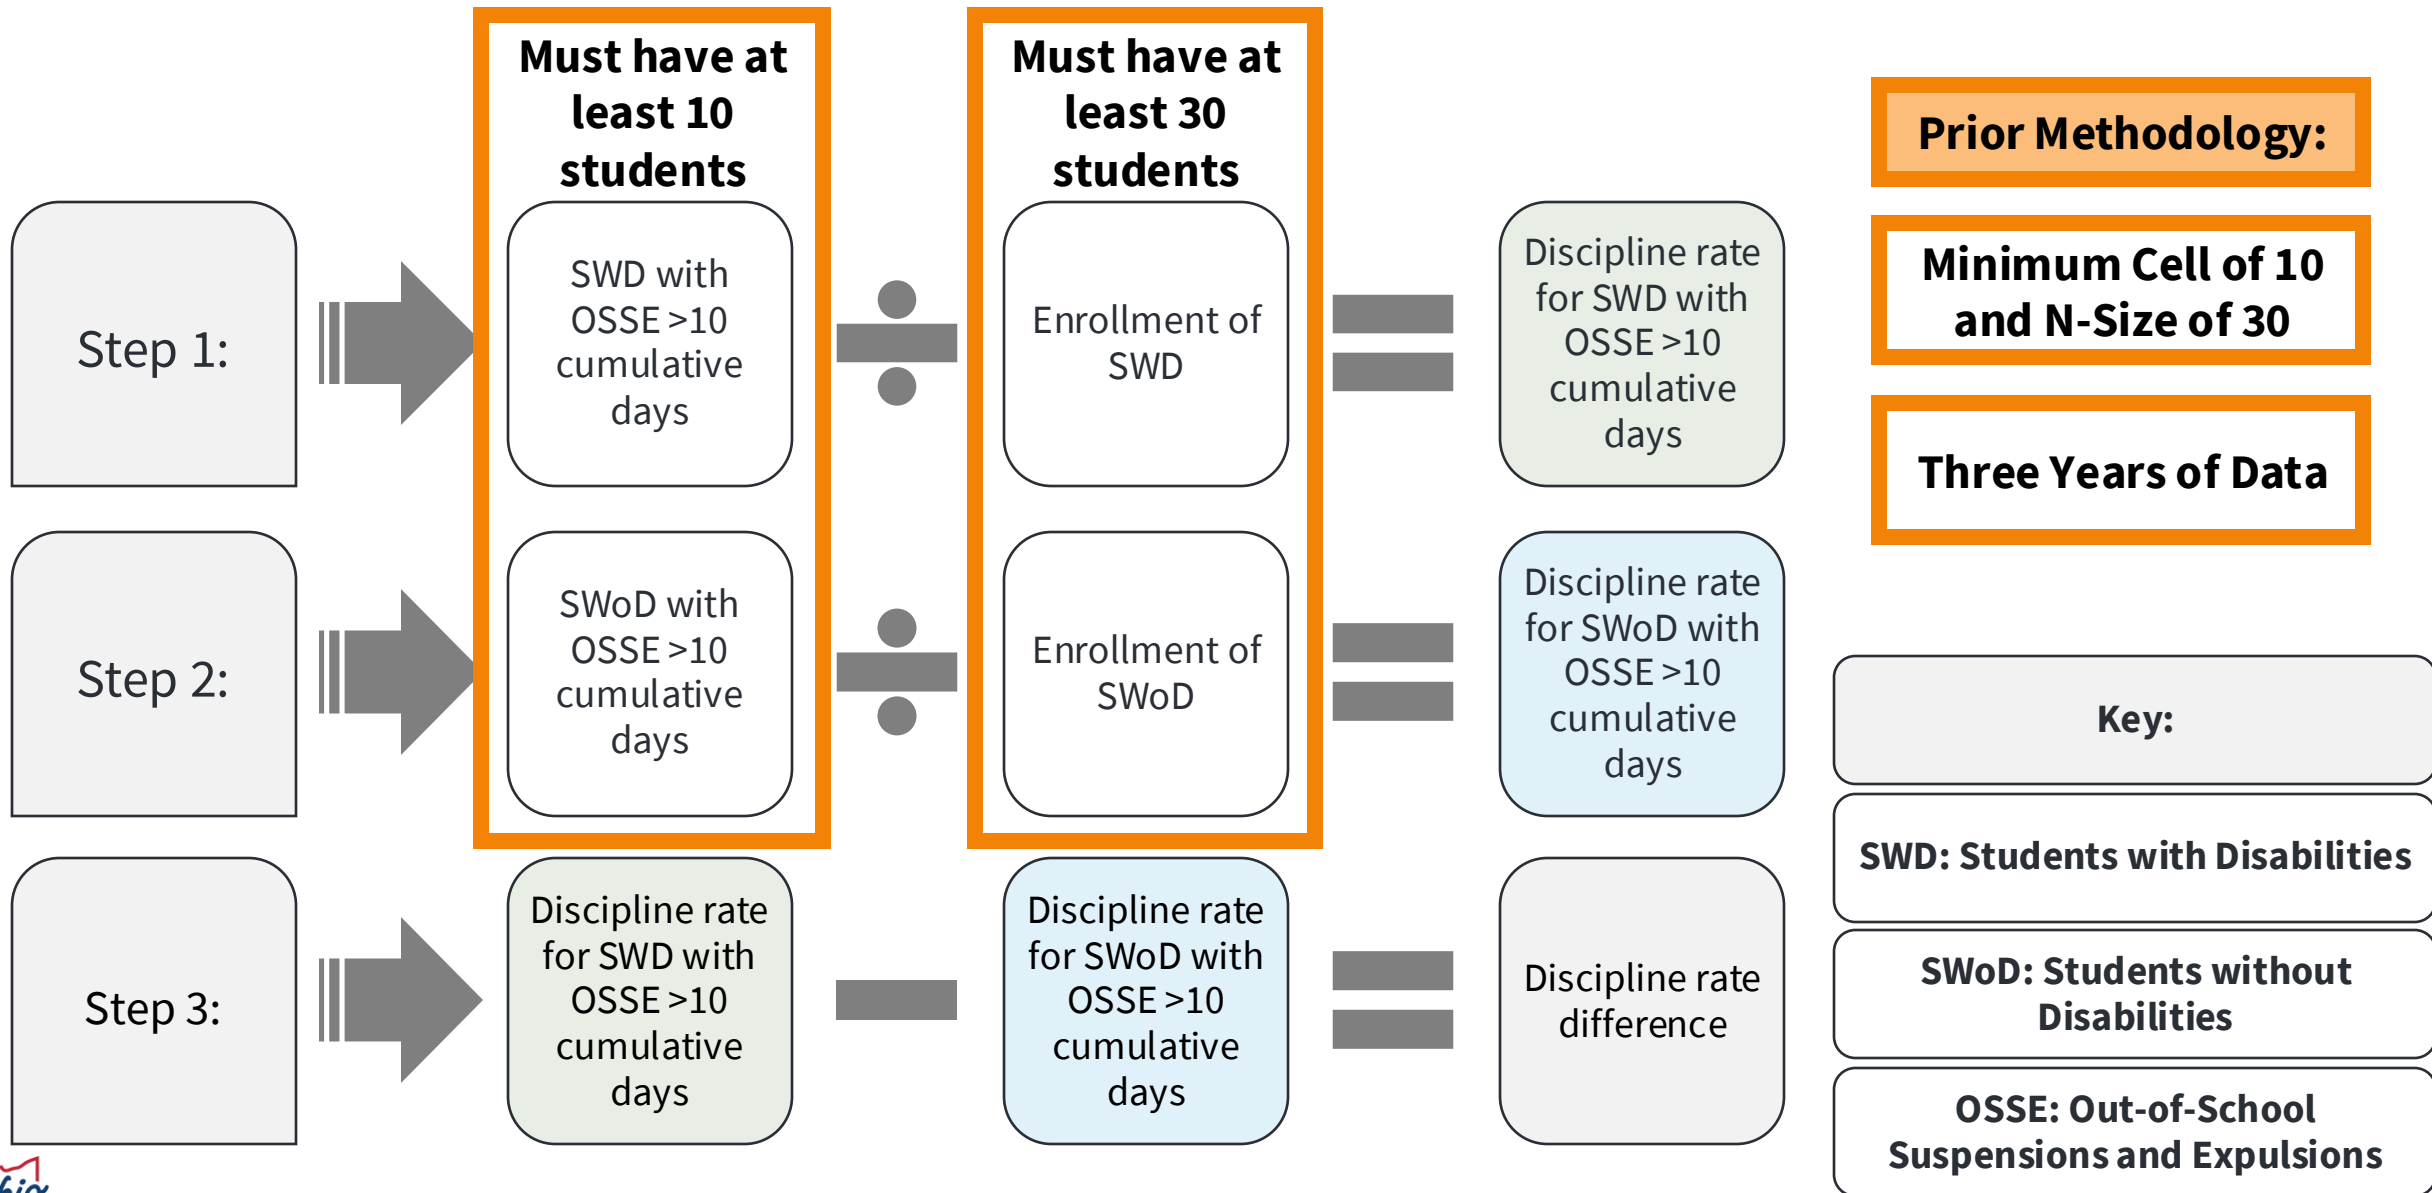 Must have at
least 10
students
Must have at
least 30
students
Prior Methodology:
Minimum Cell of 10
and N-Size of 30
Three Years of Data
Step 1:
SWD with
OSSE >10
cumulative
days
Enrollment of
SWD
Discipline rate
for SWD with
OSSE >10
cumulative
days
Step 2:
SWoD with
OSSE >10
cumulative
days
Enrollment of
SWoD
Discipline rate
for SWoD with
OSSE >10
cumulative
days
Step 3:
Discipline rate
for SWD with
OSSE >10
cumulative
days
Discipline rate
for SWoD with
OSSE >10
cumulative
days
Discipline rate
difference
Key:
SWD: Students with Disabilities
SWoD: Students without
Disabilities
OSSE: Out-of-School
Suspensions and Expulsions